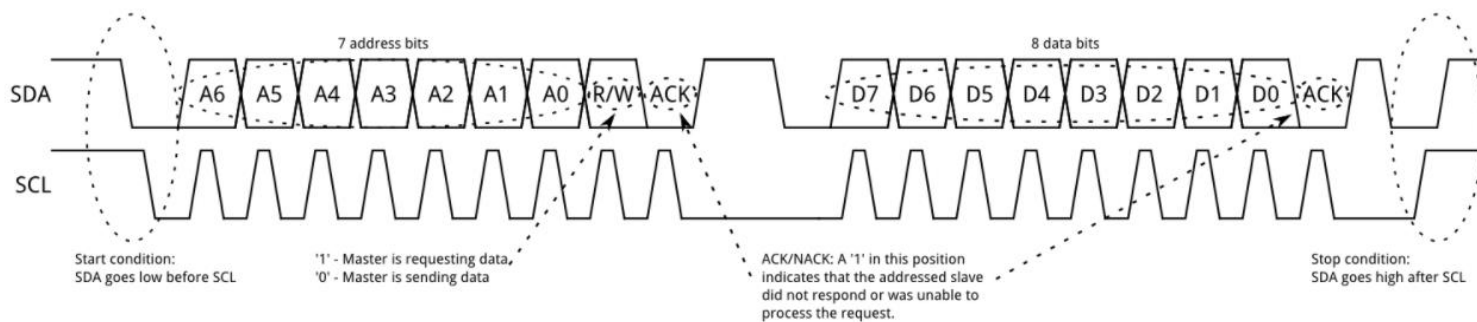 7 address bits
8 data bits
SDA
A6 A5 A4 A3 A2 A1 A0 R/W ACK
D7 D6 D5 D4 D3 D2 D1 D0 ACK
SCL
Start condition:
SDA goes low before SCL
'1' - Master is requesting data
'0' - Master is sending data
ACK/NACK: A '1' in this position
indicates that the addressed slave
did not respond or was unable to
process the request.
Stop condition:
SDA goes high after SCL